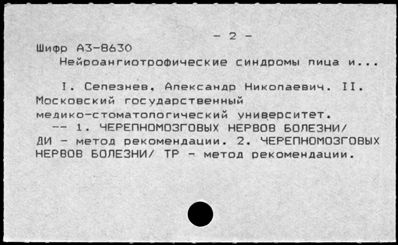 - 2 -
Шифр А3-8630
Нейроангиотрофические синдромы лица и...
I. Селезнев, Александр Николаевич. II.
Московский государственный
медико-стоматологический университет.
-- 1. ЧЕРЕПНОМОЗГОВЫХ НЕРВОВ БОЛЕЗНИ/
ДИ - метод рекомендации. 2. ЧЕРЕПНОМОЗГОВЫХ
НЕРВОВ БОЛЕЗНИ/ ТР - метод рекомендации.